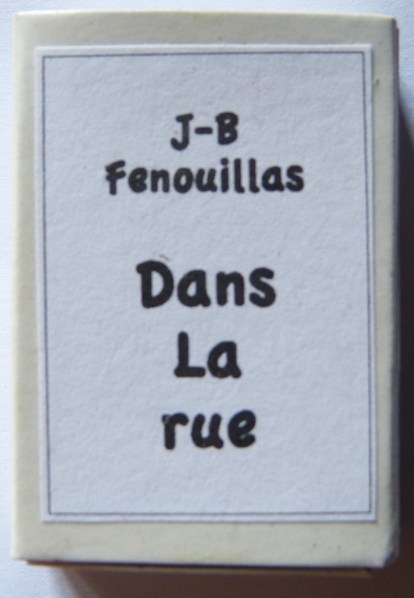 J-B
Fenouillas
Dans
La
rue